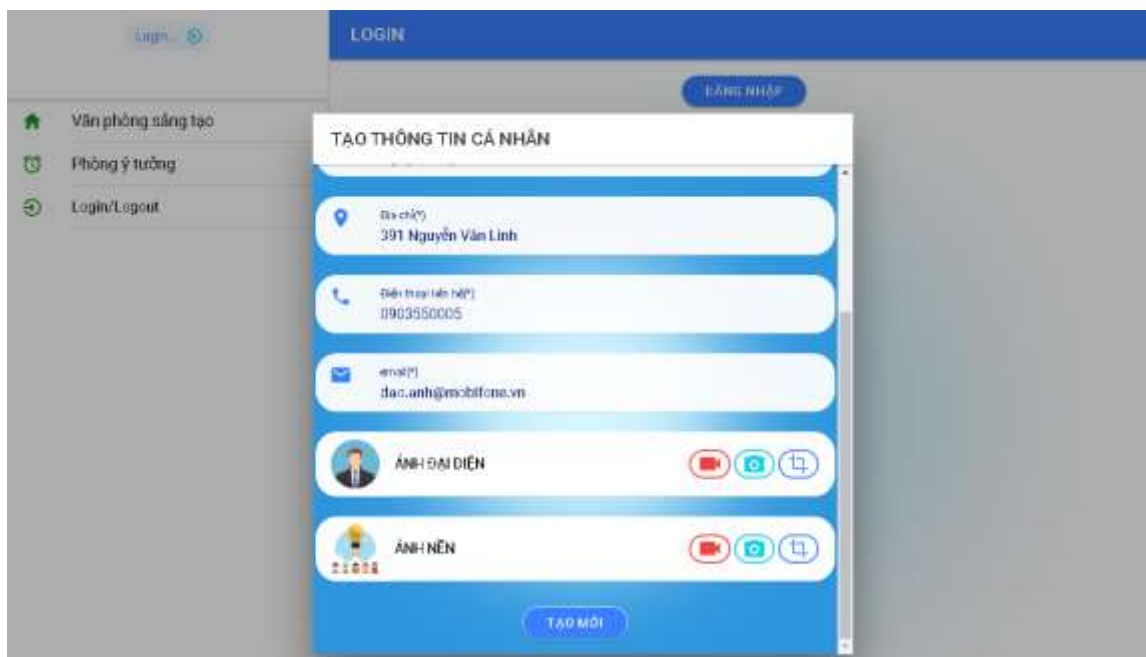 Login...
LOGIN
ĐĂNG NHẬP
Văn phòng sáng tạo
Phòng ý tưởng
Login/Logout
TẠO THÔNG TIN CÁ NHÂN
Địa chỉ(*)
391 Nguyễn Văn Linh
Điện thoại liên hệ(*)
0903550005
email(*)
dac.anh@mobifone.vn
ẢNH ĐẠI DIỆN
ẢNH NỀN
TẠO MỚI